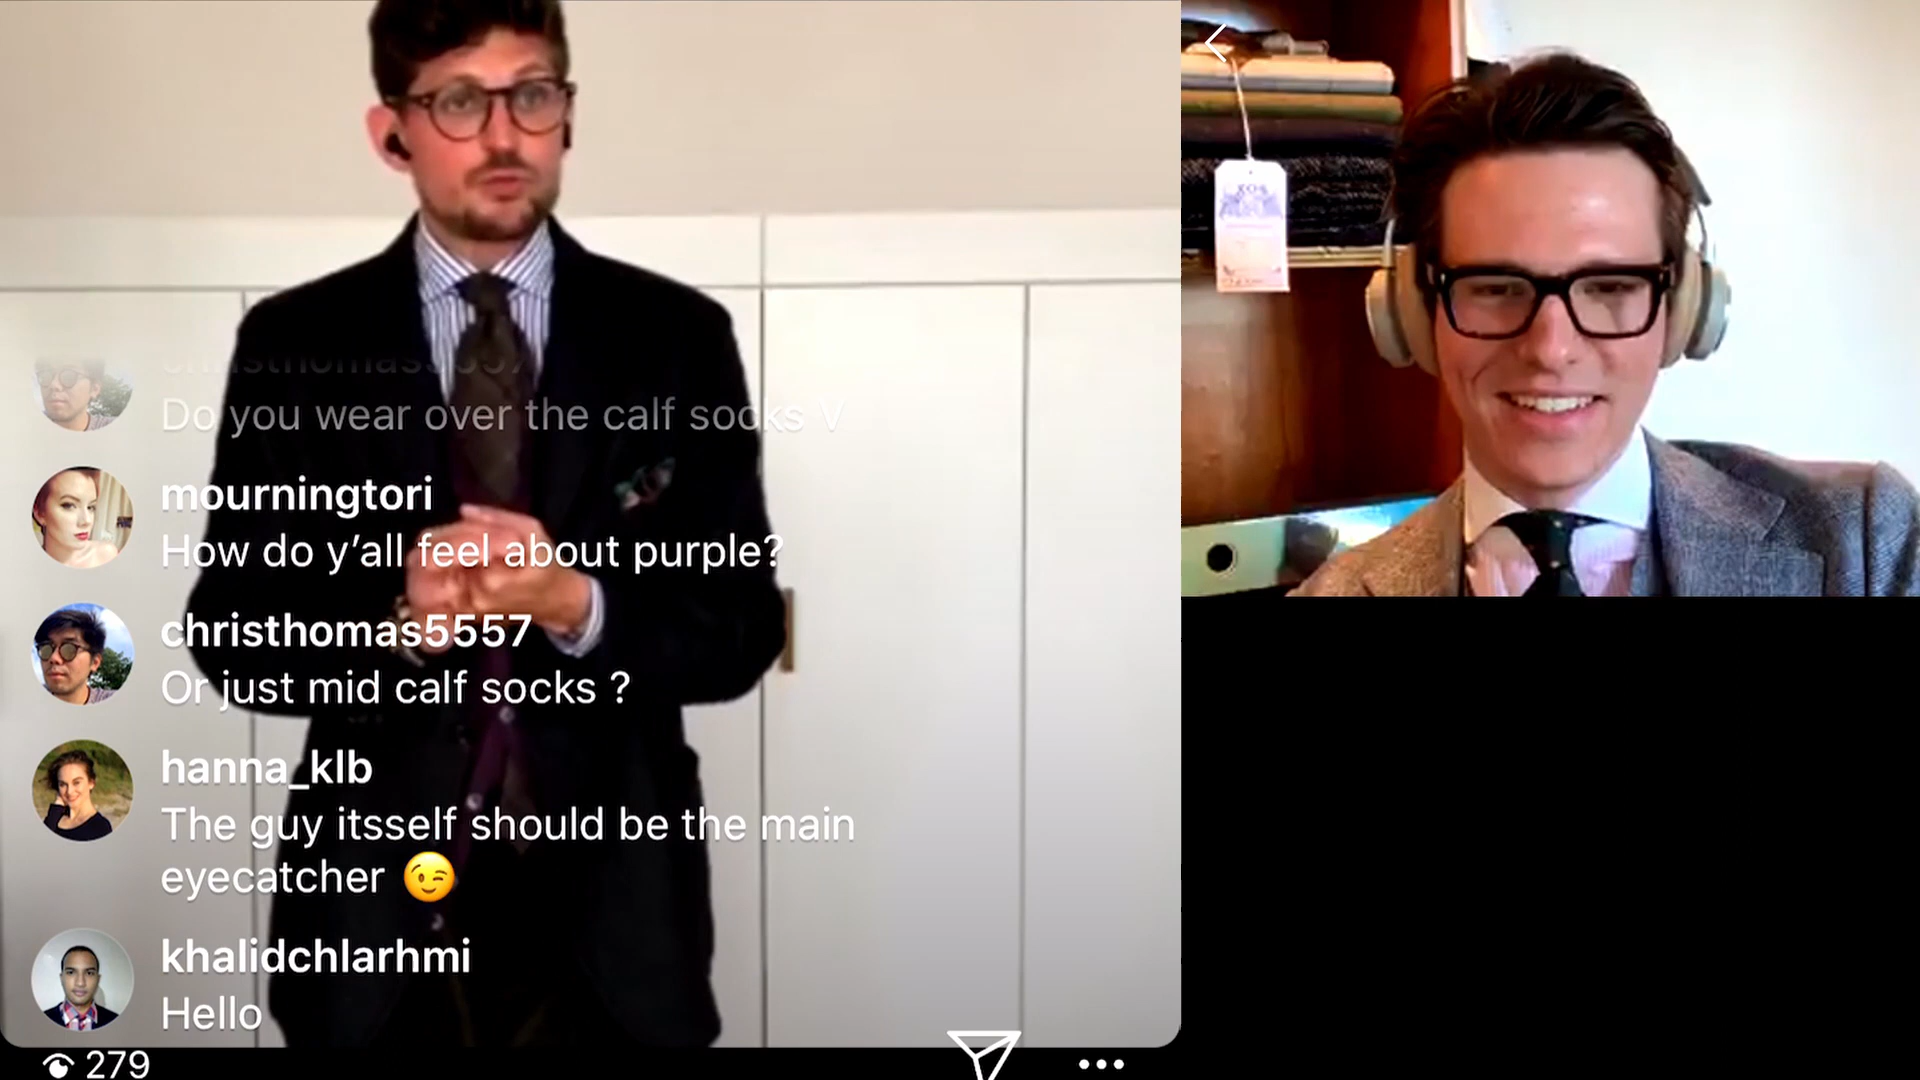 christhomas5557
Do you wear over the calf socks V
mourningtori
How do y’all feel about purple?
christhomas5557
Or just mid calf socks ?
hanna_klb
The guy itsself should be the main
eyecatcher 😉
khalidchlarhmi
Hello
279